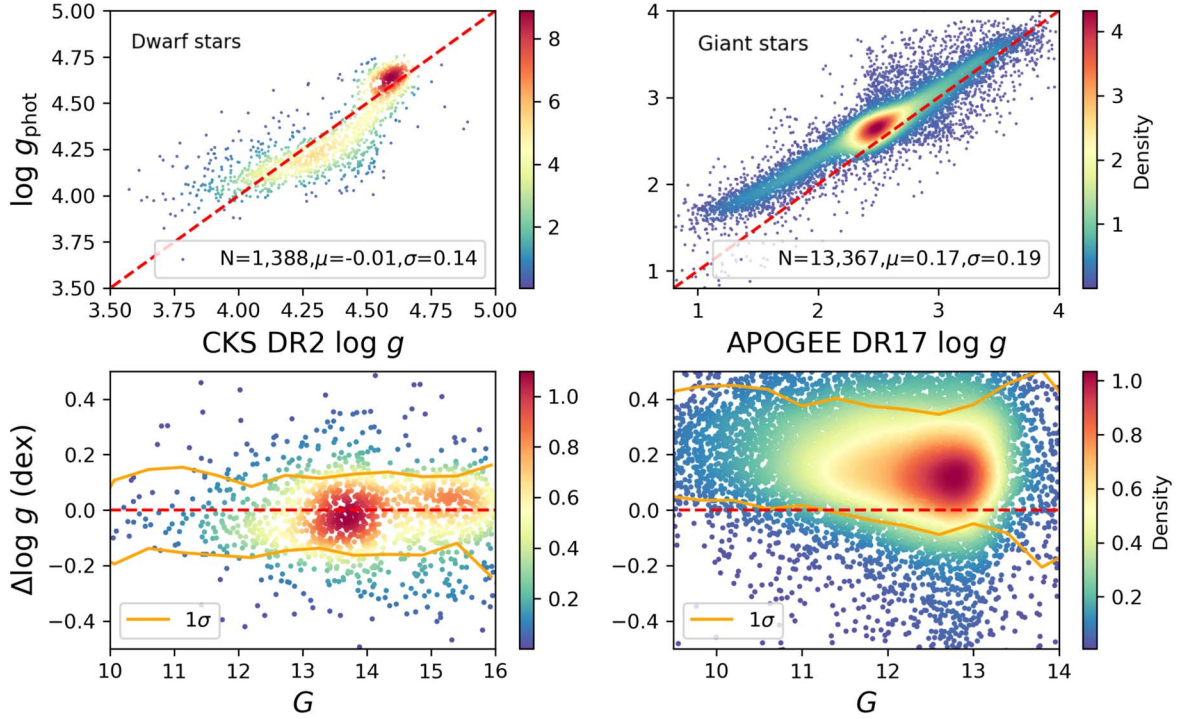 Dwarf stars
log g_phot
5.00
4.75
4.50
4.25
4.00
3.75
3.50
N=1,388,μ=-0.01,σ=0.14
3.50 3.75 4.00 4.25 4.50 4.75 5.00
CKS DR2 log g
8
6
4
2
Giant stars
4
3
2
1
N=13,367,μ=0.17,σ=0.19
1 2 3 4
APOGEE DR17 log g
4
3
2
1
Density
Δlog g (dex)
0.4
0.2
0.0
−0.2
−0.4
1σ
10 11 12 13 14 15 16
G
1.0
0.8
0.6
0.4
0.2
0.4
0.2
0.0
−0.2
−0.4
1σ
10 11 12 13 14
G
1.0
0.8
0.6
0.4
0.2
Density